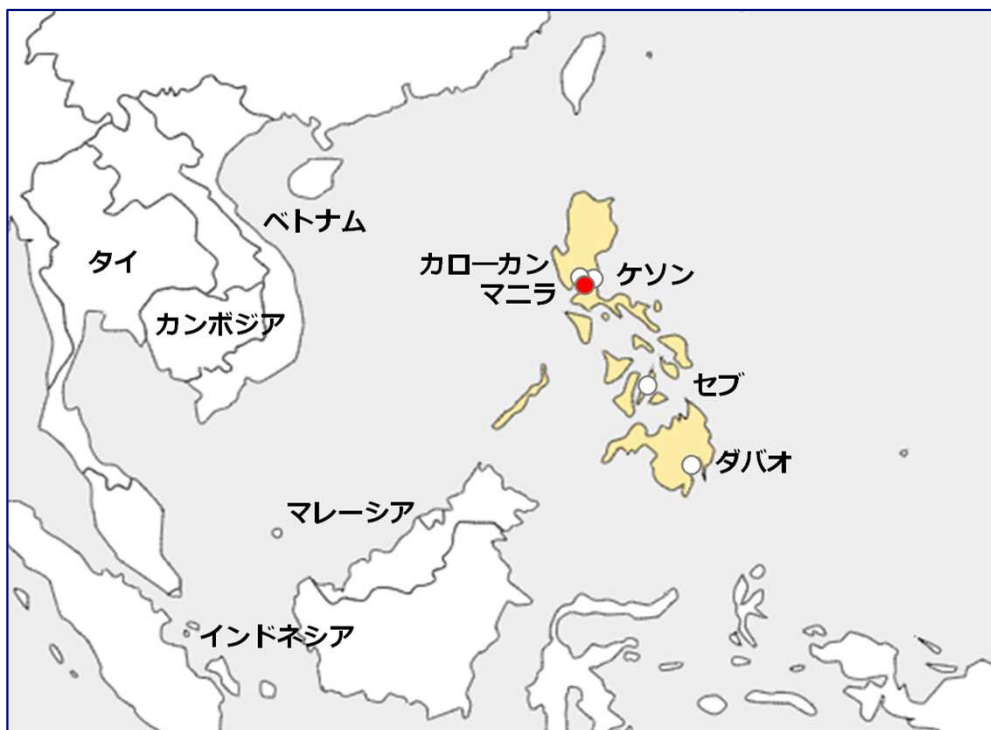 ベトナム
タイ
カローカン
ケソン
マニラ
カンボジア
セブ
ダバオ
マレーシア
インドネシア